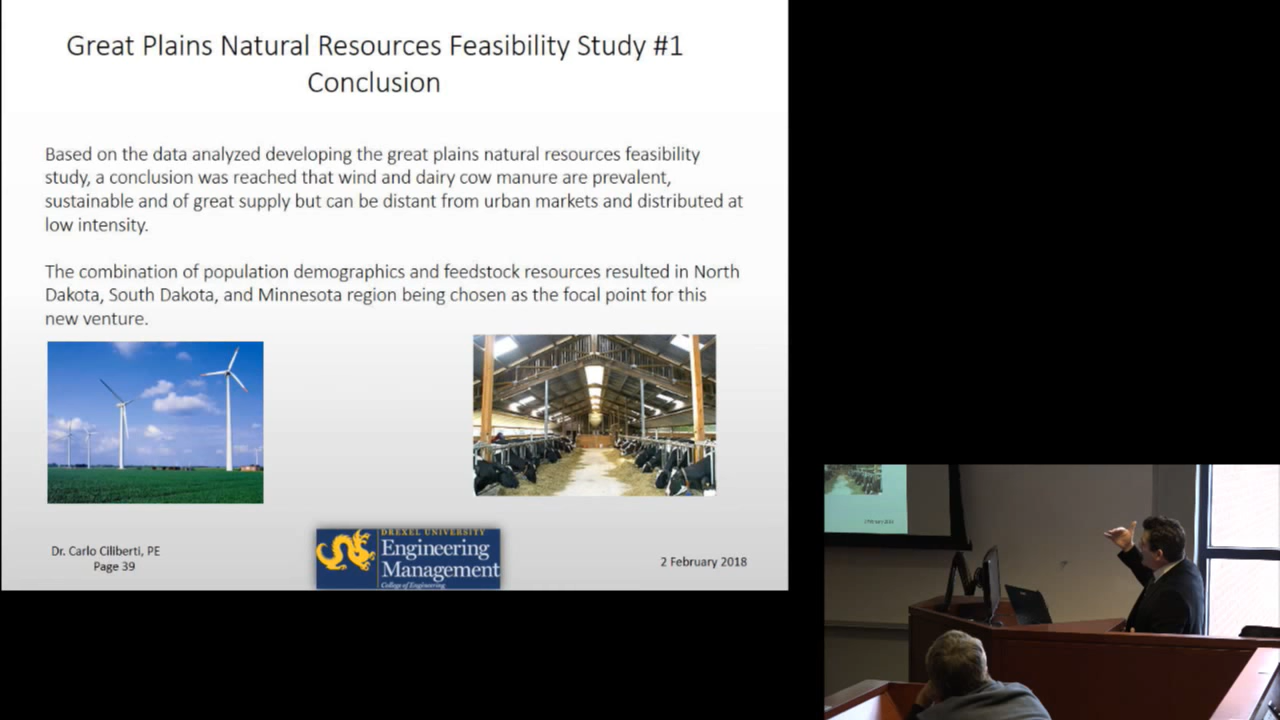 Great Plains Natural Resources Feasibility Study #1
Conclusion
Based on the data analyzed developing the great plains natural resources feasibility
study, a conclusion was reached that wind and dairy cow manure are prevalent,
sustainable and of great supply but can be distant from urban markets and distributed at
low intensity.
The combination of population demographics and feedstock resources resulted in North
Dakota, South Dakota, and Minnesota region being chosen as the focal point for this
new venture.
Dr. Carlo Ciliberti, PE
Page 39
DREXEL UNIVERSITY
Engineering
Management
College of Engineering
2 February 2018
2 February 2018